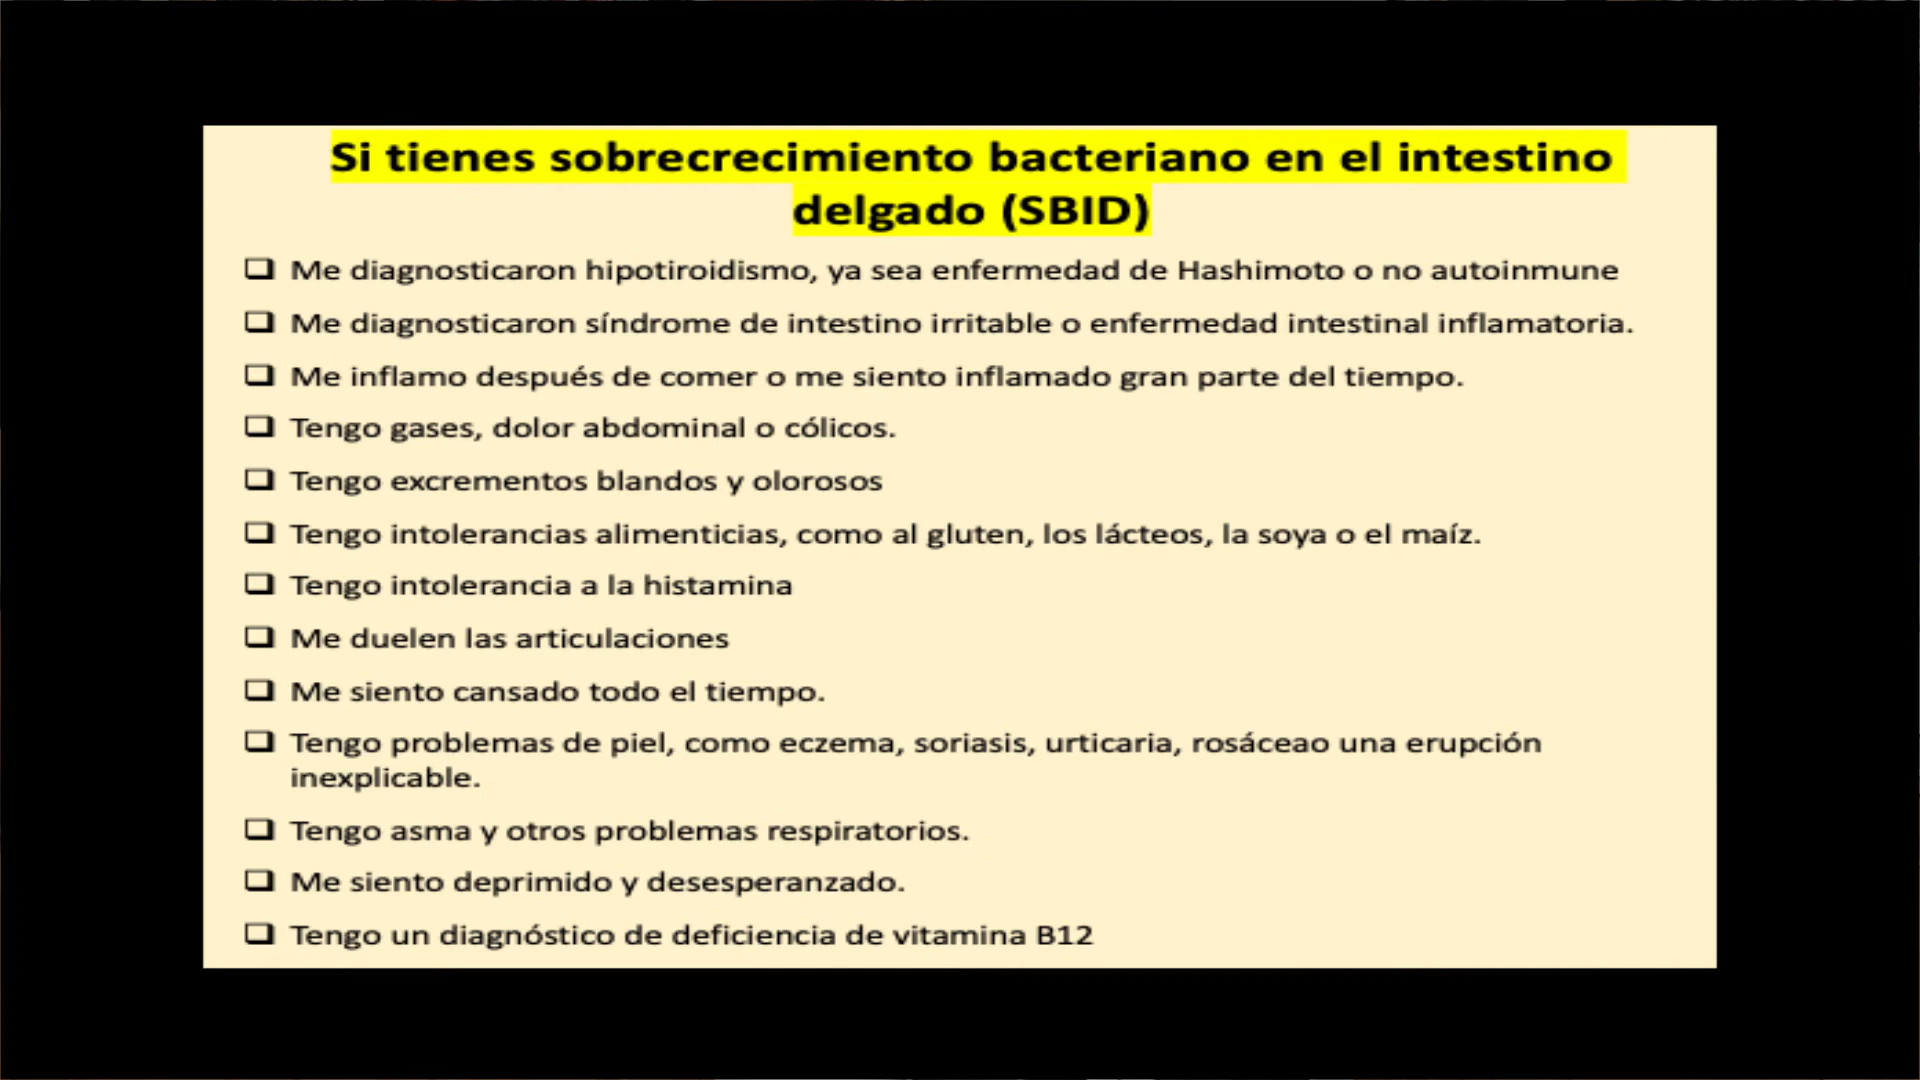 Si tienes sobrecrecimiento bacteriano en el intestino
delgado (SBID)
❑ Me diagnosticaron hipotiroidismo, ya sea enfermedad de Hashimoto o no autoinmune
❑ Me diagnosticaron síndrome de intestino irritable o enfermedad intestinal inflamatoria.
❑ Me inflamo después de comer o me siento inflamado gran parte del tiempo.
❑ Tengo gases, dolor abdominal o cólicos.
❑ Tengo excrementos blandos y olorosos
❑ Tengo intolerancias alimenticias, como al gluten, los lácteos, la soya o el maíz.
❑ Tengo intolerancia a la histamina
❑ Me duelen las articulaciones
❑ Me siento cansado todo el tiempo.
❑ Tengo problemas de piel, como eczema, soriasis, urticaria, rosáceao una erupción
inexplicable.
❑ Tengo asma y otros problemas respiratorios.
❑ Me siento deprimido y desesperanzado.
❑ Tengo un diagnóstico de deficiencia de vitamina B12